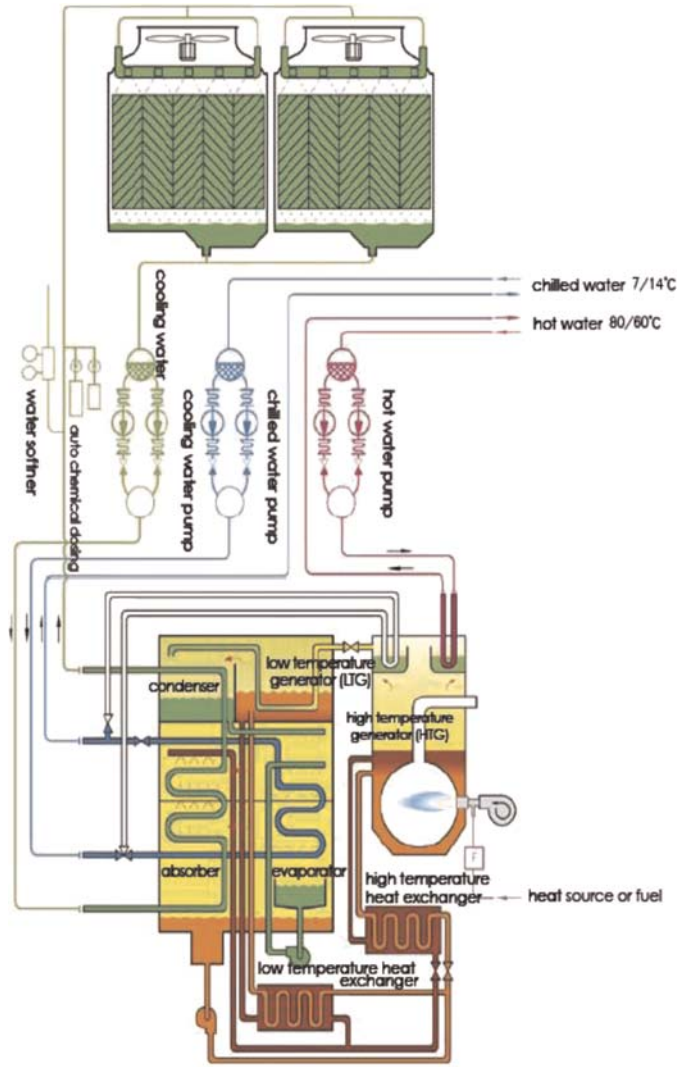 chilled water 7/14°C
hot water 80/60°C
cooling water
water softner
auto chemical dosing
cooling water pump
chilled water pump
hot water pump
low temperature
generator (LTG)
condenser
high temperature
generator (HTG)
absorber
evaporator
F
high temperature
heat exchanger
heat source or fuel
low temperature heat
exchanger